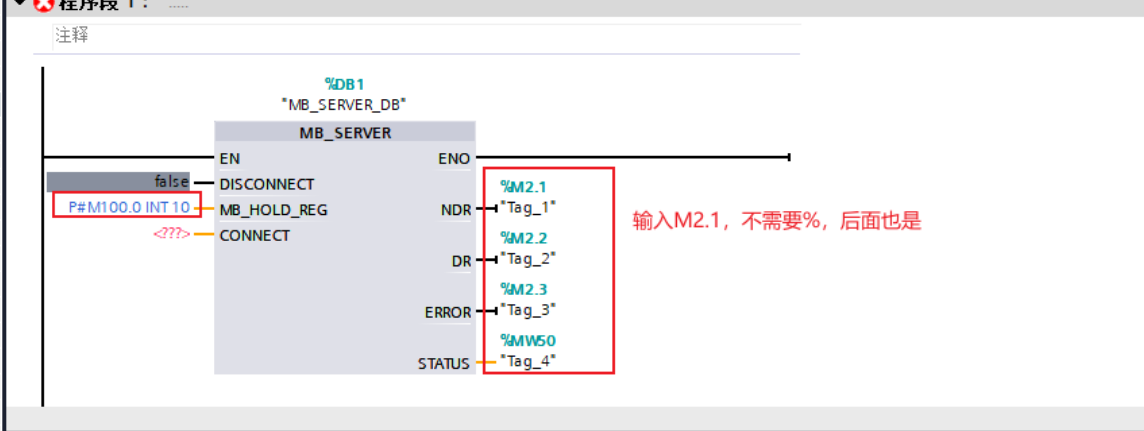 程序段 1： .....
注释
%DB1
"MB_SERVER_DB"
MB_SERVER
EN ENO
false DISCONNECT
%M2.1
P#M100.0 INT 10 MB_HOLD_REG NDR "Tag_1"
输入M2.1，不需要%，后面也是
<???> CONNECT
%M2.2
DR "Tag_2"
%M2.3
ERROR "Tag_3"
%MW50
STATUS "Tag_4"